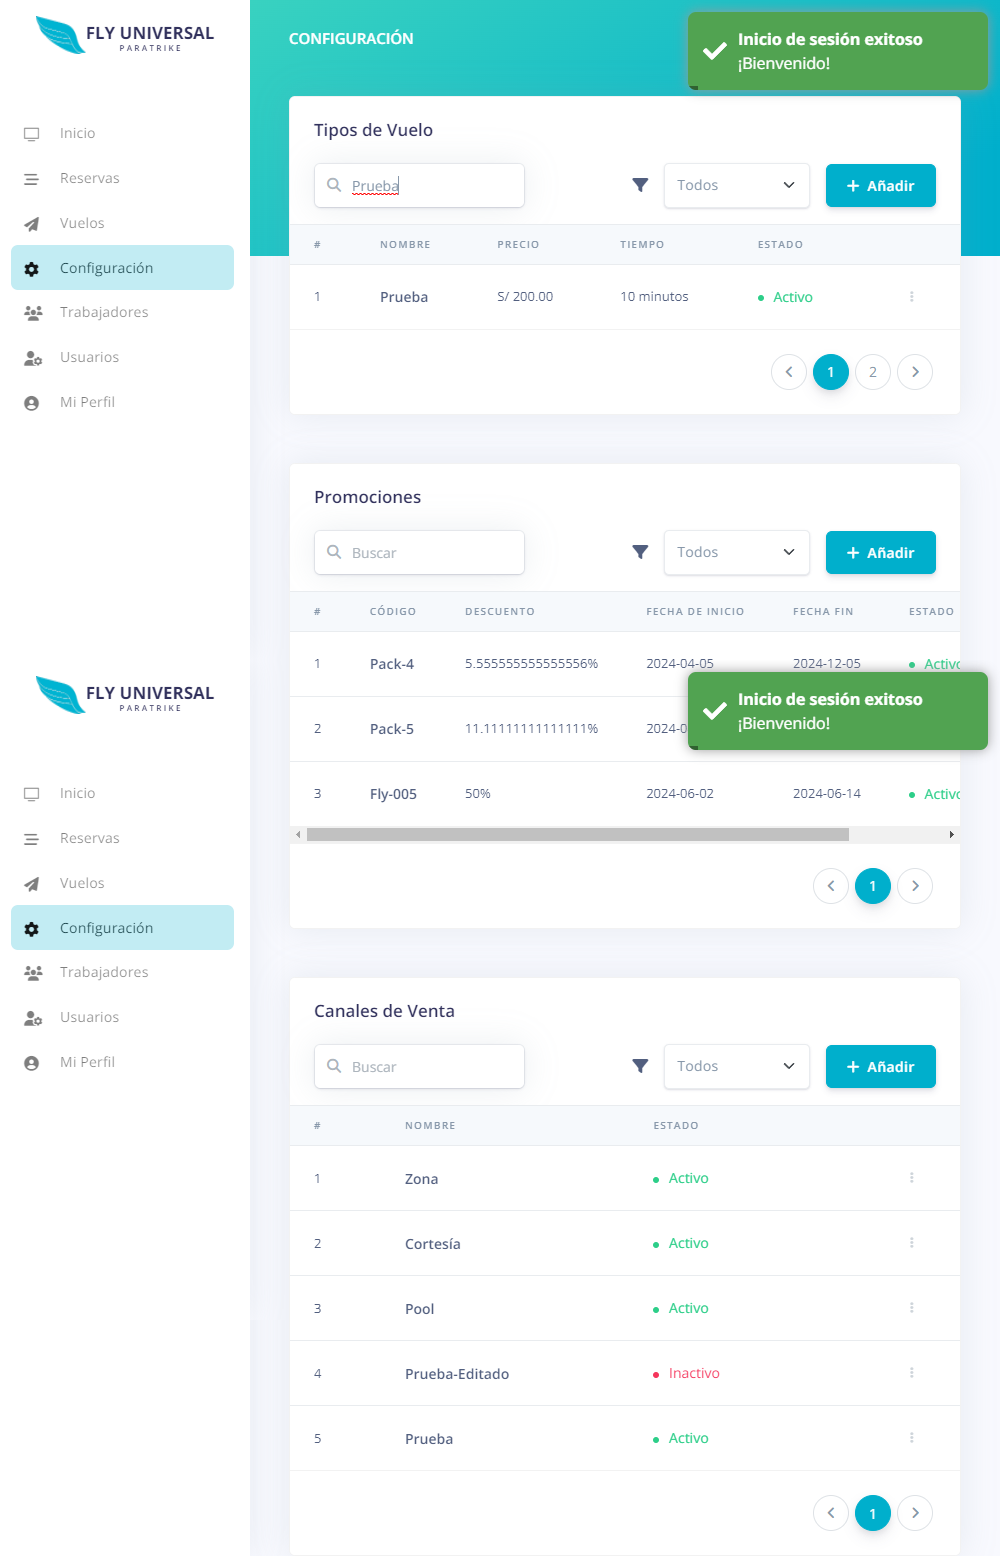 FLY UNIVERSAL
PARATRIKE
Inicio
Reservas
Vuelos
Configuración
Trabajadores
Usuarios
Mi Perfil
CONFIGURACIÓN
Inicio de sesión exitoso
¡Bienvenido!
Tipos de Vuelo
Prueba
Todos
Añadir
# NOMBRE PRECIO TIEMPO ESTADO
1 Prueba S/ 200.00 10 minutos Activo
1 2
Promociones
Buscar
Todos
Añadir
# CÓDIGO DESCUENTO FECHA DE INICIO FECHA FIN ESTADO
1 Pack-4 5.555555555555556% 2024-04-05 2024-12-05 Activo
2 Pack-5 11.11111111111111% 2024-0
Inicio de sesión exitoso
¡Bienvenido!
3 Fly-005 50% 2024-06-02 2024-06-14 Activo
1
FLY UNIVERSAL
PARATRIKE
Inicio
Reservas
Vuelos
Configuración
Trabajadores
Usuarios
Mi Perfil
Canales de Venta
Buscar
Todos
Añadir
# NOMBRE ESTADO
1 Zona Activo
2 Cortesía Activo
3 Pool Activo
4 Prueba-Editado Inactivo
5 Prueba Activo
1